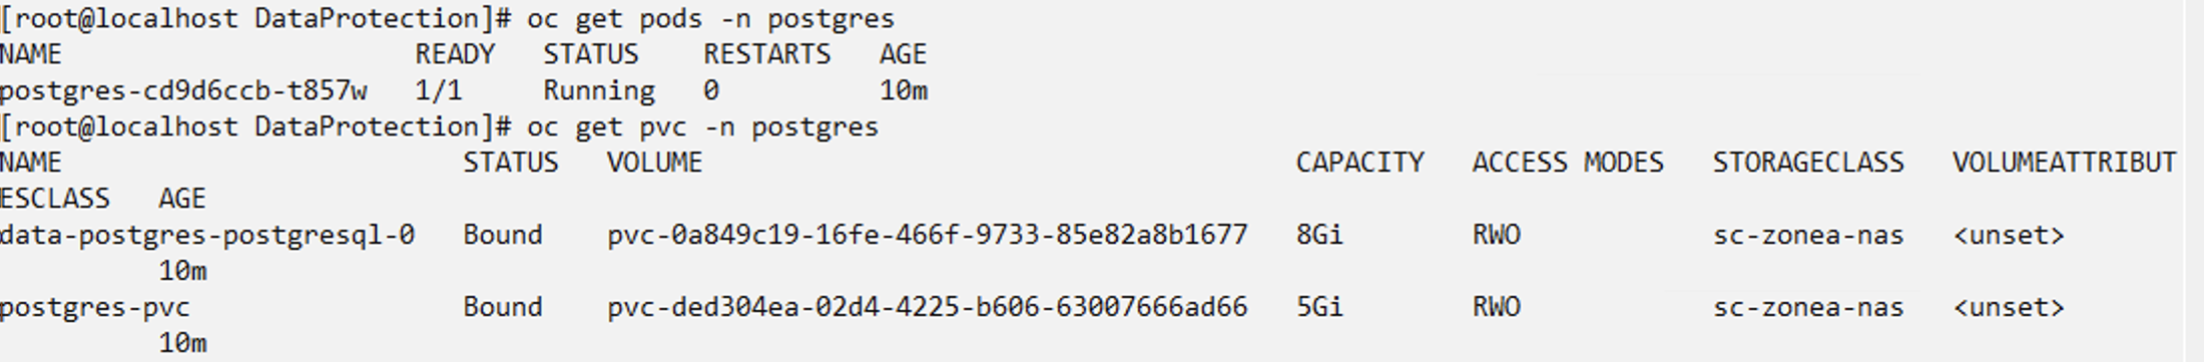 [root@localhost DataProtection]# oc get pods -n postgres
NAME                      READY   STATUS    RESTARTS   AGE
postgres-cd9d6ccb-t857w   1/1     Running   0          10m
[root@localhost DataProtection]# oc get pvc -n postgres
NAME                         STATUS   VOLUME                                     CAPACITY   ACCESS MODES   STORAGECLASS   VOLUMEATTRIBUT
ESCLASS   AGE
data-postgres-postgresql-0   Bound    pvc-0a849c19-16fe-466f-9733-85e82a8b1677   8Gi        RWO            sc-zonea-nas   <unset>
          10m
postgres-pvc                 Bound    pvc-ded304ea-02d4-4225-b606-63007666ad66   5Gi        RWO            sc-zonea-nas   <unset>
          10m